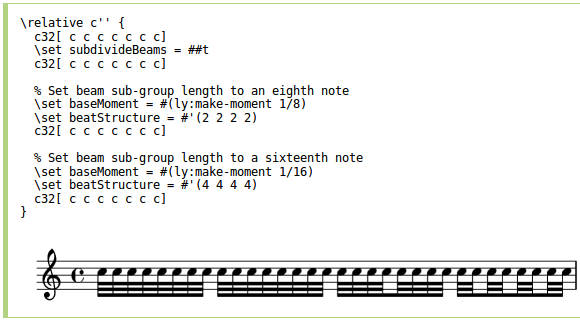 \relative c'' {
c32[ c c c c c c c]
\set subdivideBeams = ##t
c32[ c c c c c c c]
% Set beam sub-group length to an eighth note
\set baseMoment = #(ly:make-moment 1/8)
\set beatStructure = #'(2 2 2 2)
c32[ c c c c c c c]
% Set beam sub-group length to a sixteenth note
\set baseMoment = #(ly:make-moment 1/16)
\set beatStructure = #'(4 4 4 4)
c32[ c c c c c c c]
}